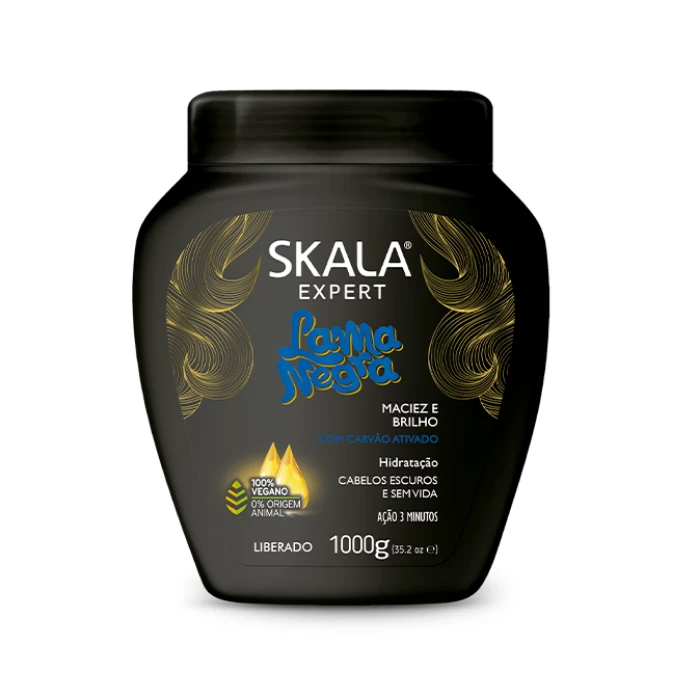 SKALA®
EXPERT
Lama
Negra
MACIEZ E
BRILHO
COM CARVÃO ATIVADO
Hidratação
CABELOS ESCUROS
E SEM VIDA
AÇÃO 3 MINUTOS
100%
VEGANO
0% ORIGEM
ANIMAL
LIBERADO 1000g (35.2 oz ℮)